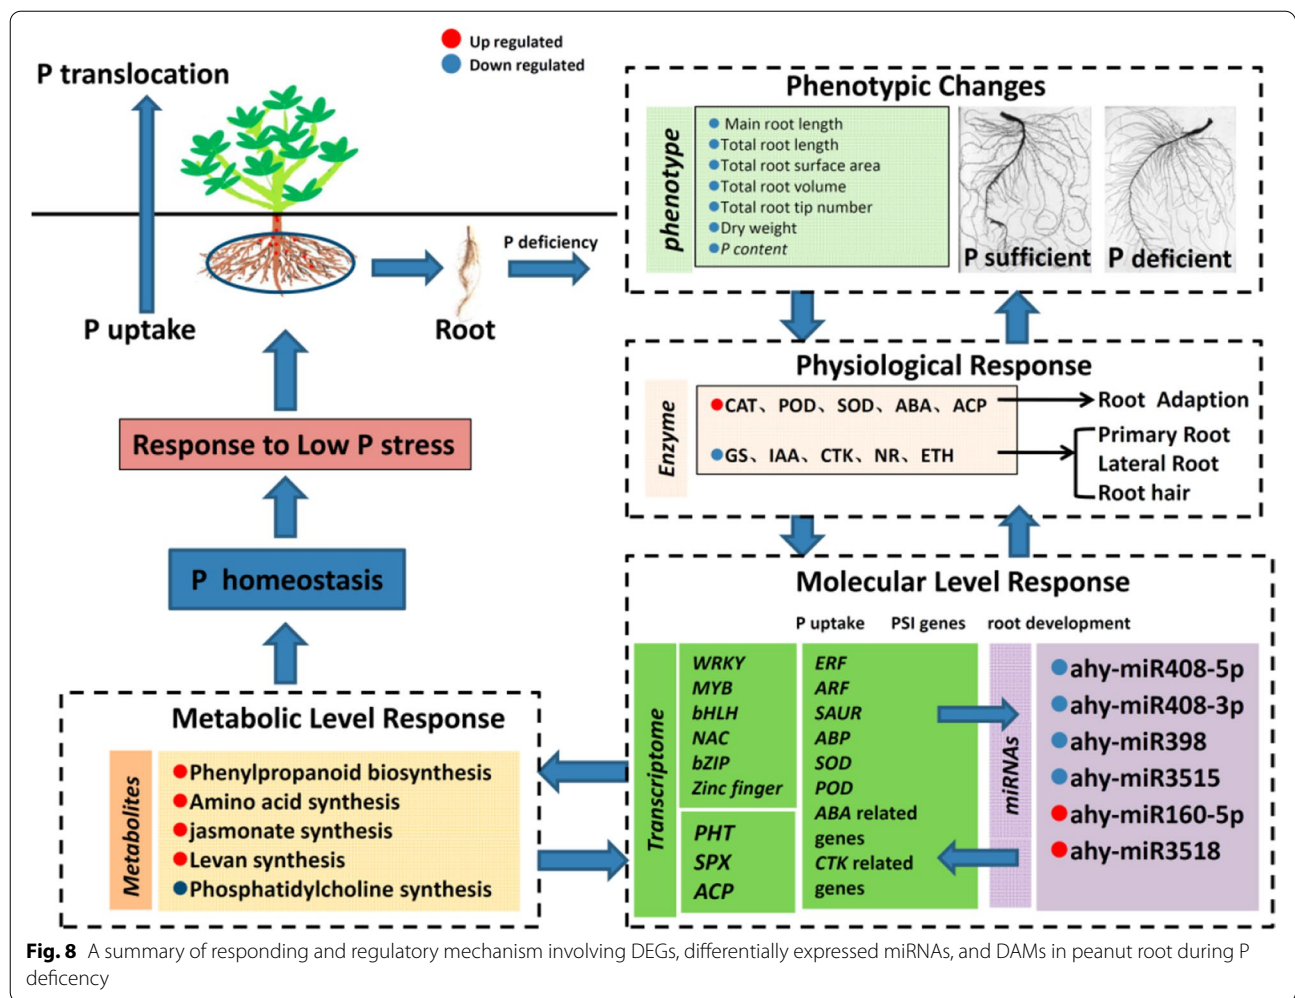 Up regulated
Down regulated
P translocation
P deficiency
P uptake
Root
Response to Low P stress
P homeostasis
Metabolic Level Response
Metabolites
Phenylpropanoid biosynthesis
Amino acid synthesis
jasmonate synthesis
Levan synthesis
Phosphatidylcholine synthesis
Phenotypic Changes
phenotype
Main root length
Total root length
Total root surface area
Total root volume
Total root tip number
Dry weight
P content
P sufficient
P deficient
Physiological Response
Enzyme
CAT、POD、SOD、ABA、ACP
Root Adaption
GS、IAA、CTK、NR、ETH
Primary Root
Lateral Root
Root hair
Molecular Level Response
P uptake PSI genes root development
Transcriptome
WRKY
MYB
bHLH
NAC
bZIP
Zinc finger
PHT
SPX
ACP
ERF
ARF
SAUR
ABP
SOD
POD
ABA related
genes
CTK related
genes
miRNAs
ahy-miR408-5p
ahy-miR408-3p
ahy-miR398
ahy-miR3515
ahy-miR160-5p
ahy-miR3518
Fig. 8 A summary of responding and regulatory mechanism involving DEGs, differentially expressed miRNAs, and DAMs in peanut root during P
deficency